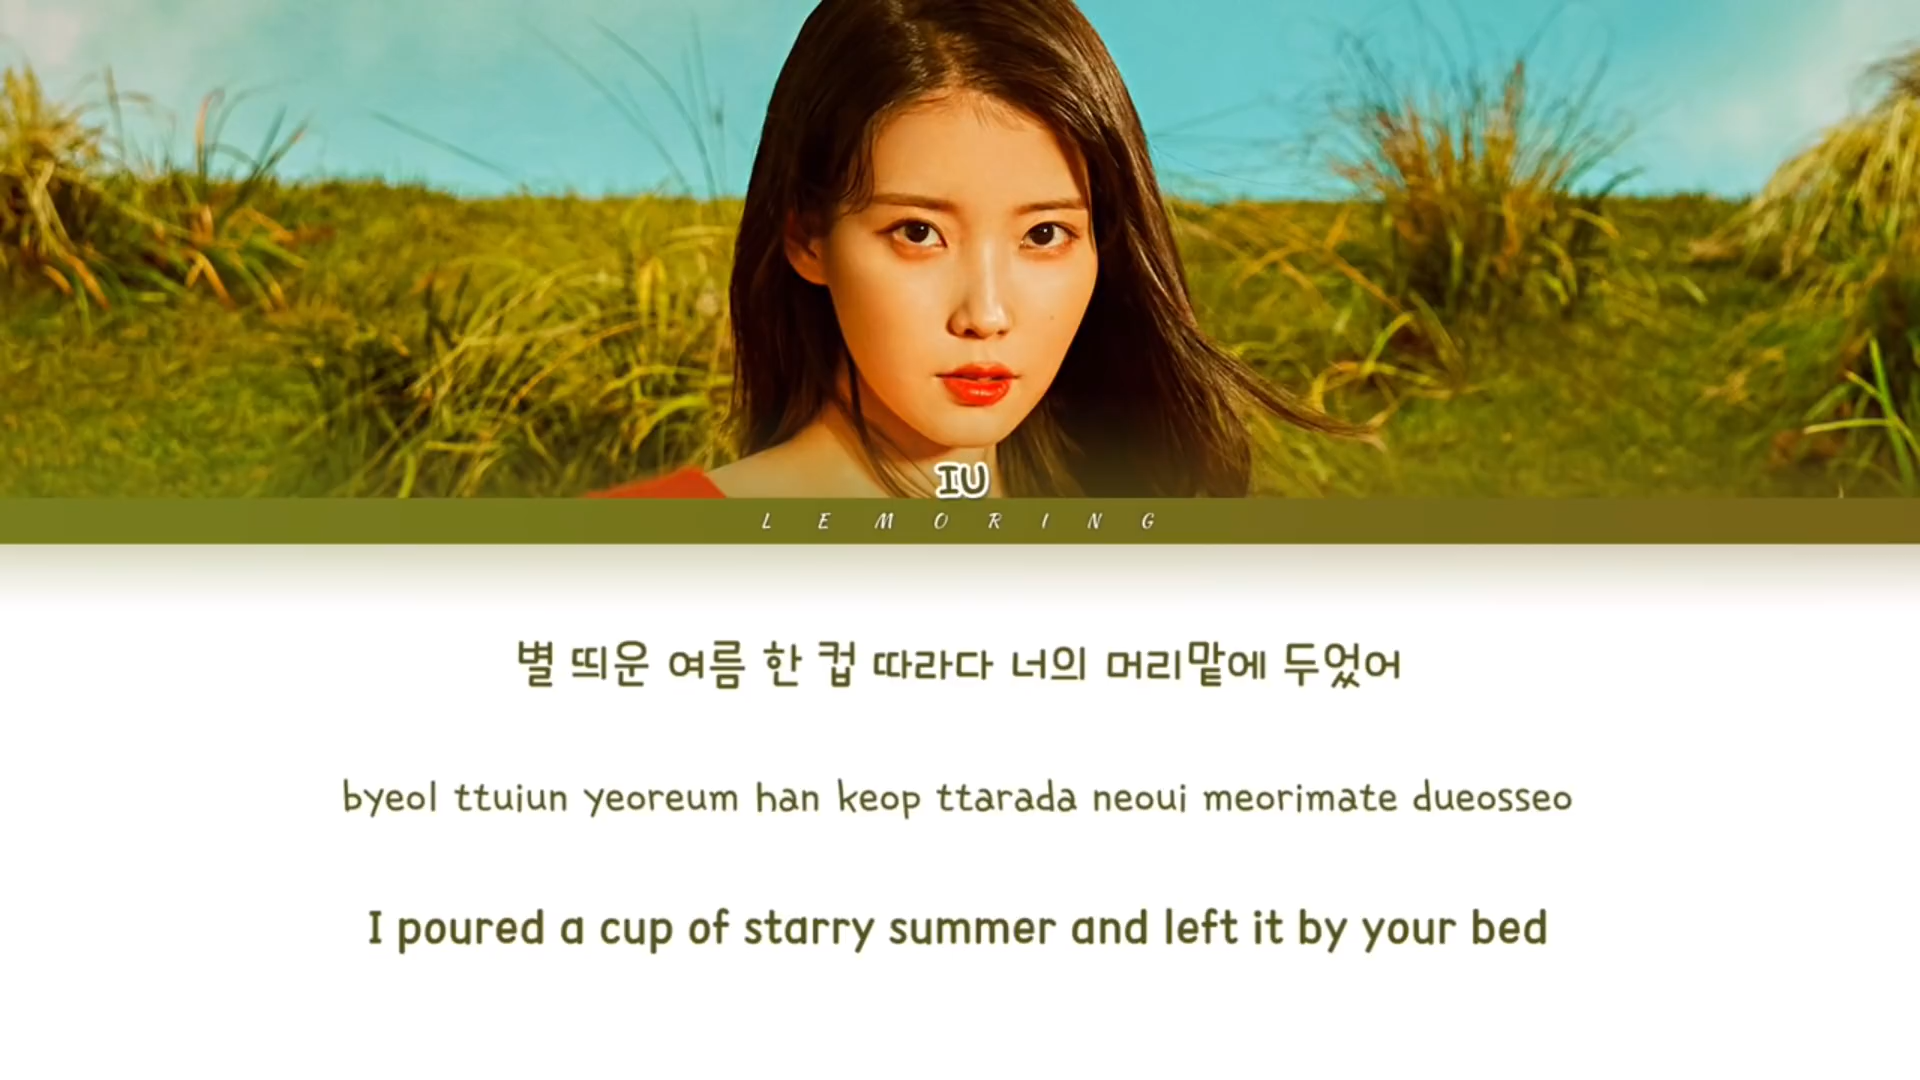 IU
LEMORING
별 띄운 여름 한 컵 따라다 너의 머리맡에 두었어
byeol ttuiun yeoreum han keop ttarada neoui meorimate dueosseo
I poured a cup of starry summer and left it by your bed